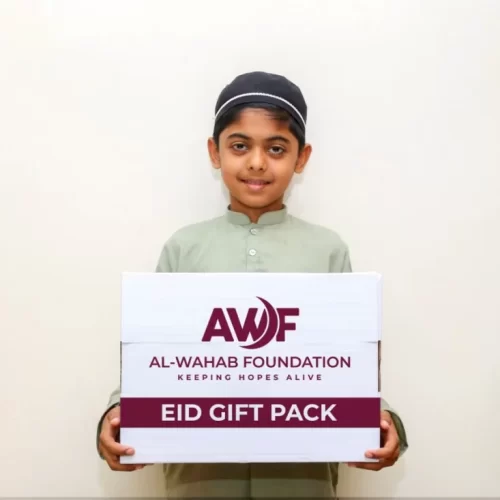 AWF
AL-WAHAB FOUNDATION
KEEPING HOPES ALIVE
EID GIFT PACK